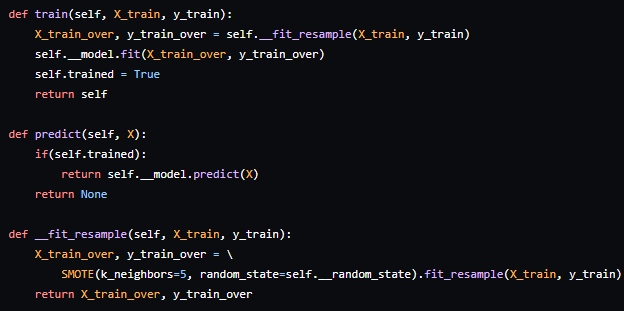 def train(self, X_train, y_train):
    X_train_over, y_train_over = self.__fit_resample(X_train, y_train)
    self.__model.fit(X_train_over, y_train_over)
    self.trained = True
    return self

def predict(self, X):
    if(self.trained):
        return self.__model.predict(X)
    return None

def __fit_resample(self, X_train, y_train):
    X_train_over, y_train_over = \
        SMOTE(k_neighbors=5, random_state=self.__random_state).fit_resample(X_train, y_train)
    return X_train_over, y_train_over